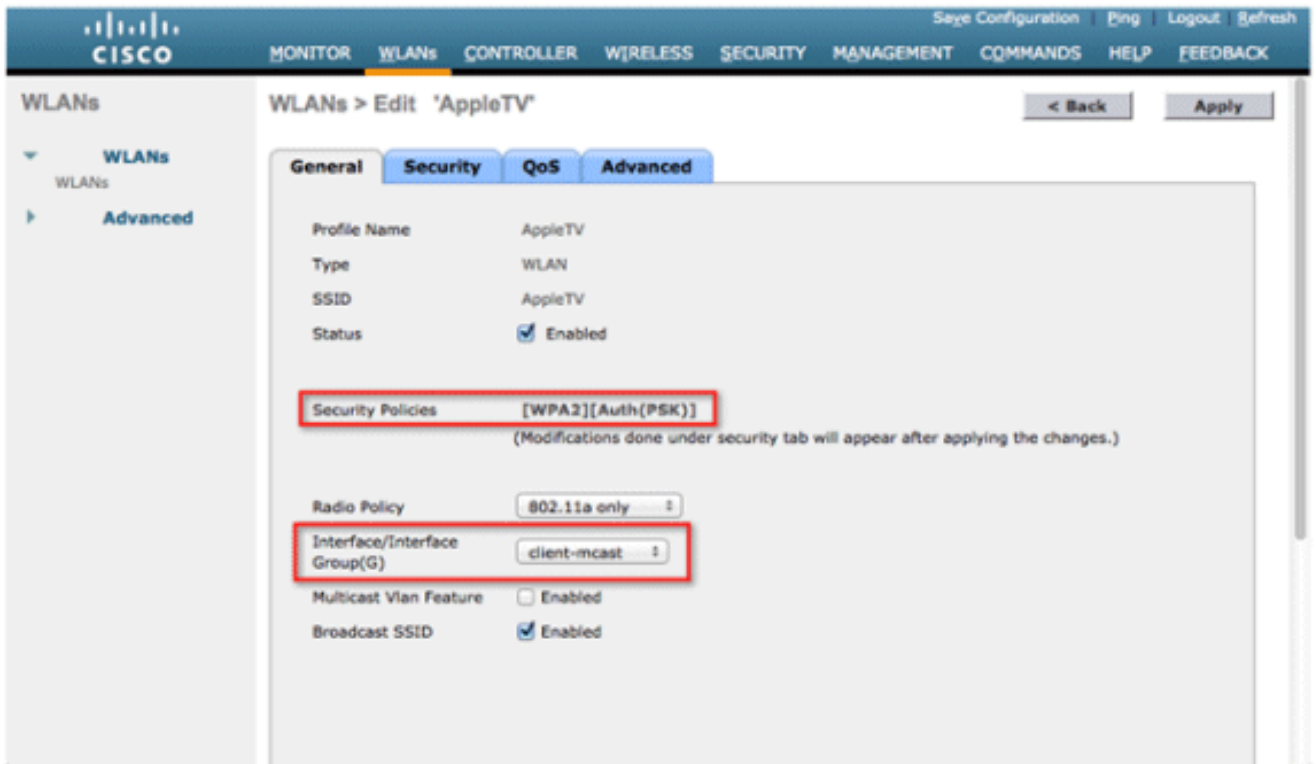 Save Configuration | Ping | Logout | Refresh
CISCO
MONITOR WLANs CONTROLLER WIRELESS SECURITY MANAGEMENT COMMANDS HELP FEEDBACK
WLANs
WLANs > Edit 'AppleTV'
< Back
Apply
WLANs
WLANs
Advanced
General Security QoS Advanced
Profile Name AppleTV
Type WLAN
SSID AppleTV
Status Enabled
Security Policies [WPA2][Auth(PSK)]
(Modifications done under security tab will appear after applying the changes.)
Radio Policy 802.11a only
Interface/Interface
Group(G) client-mcast
Multicast Vlan Feature Enabled
Broadcast SSID Enabled